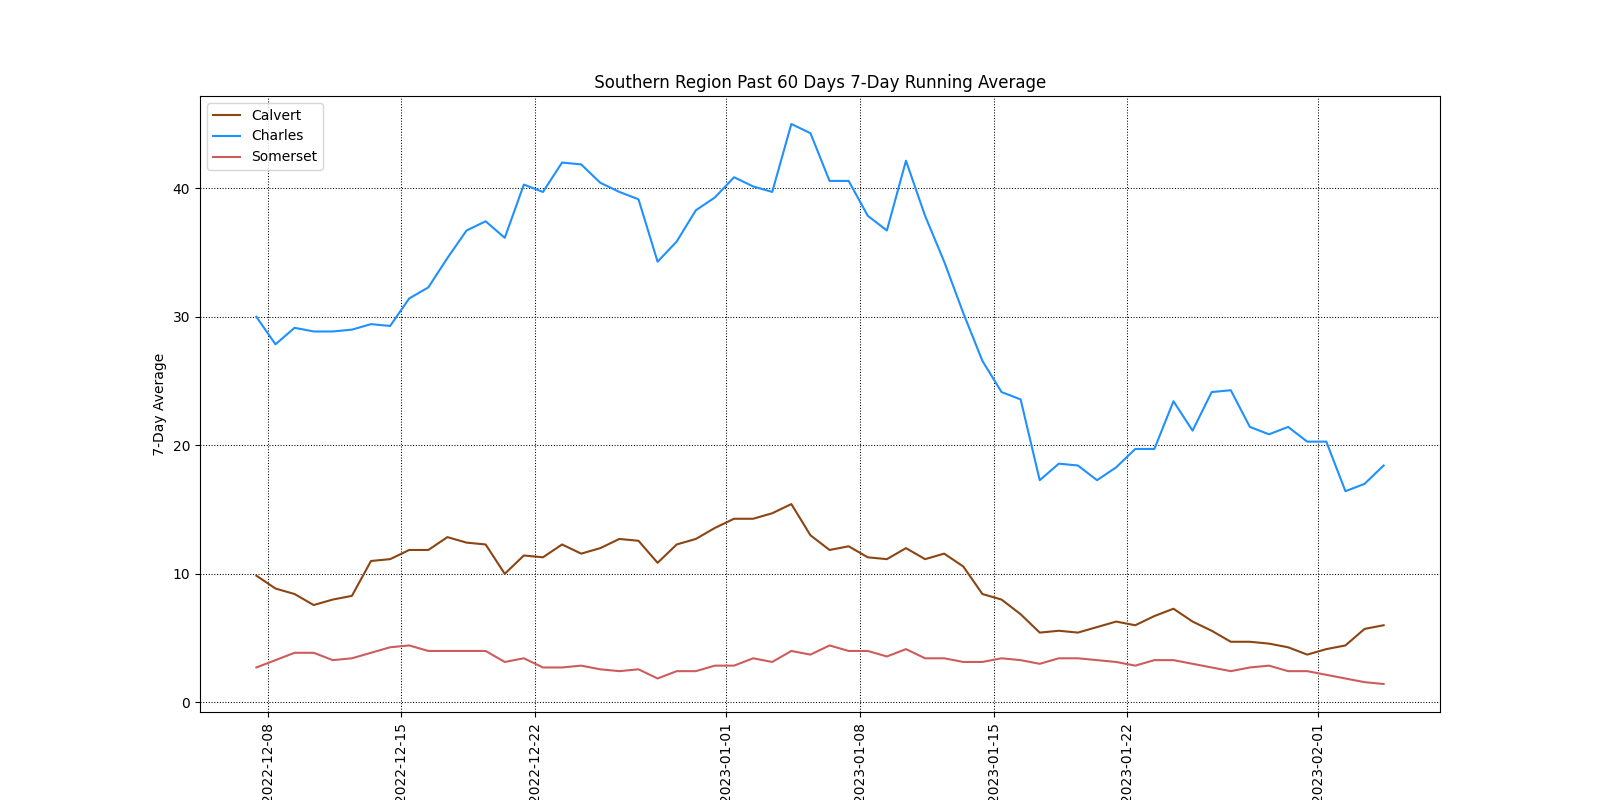 Southern Region Past 60 Days 7-Day Running Average
Calvert
Charles
Somerset
7-Day Average
40
30
20
10
0
2022-12-08
2022-12-15
2022-12-22
2023-01-01
2023-01-08
2023-01-15
2023-01-22
2023-02-01